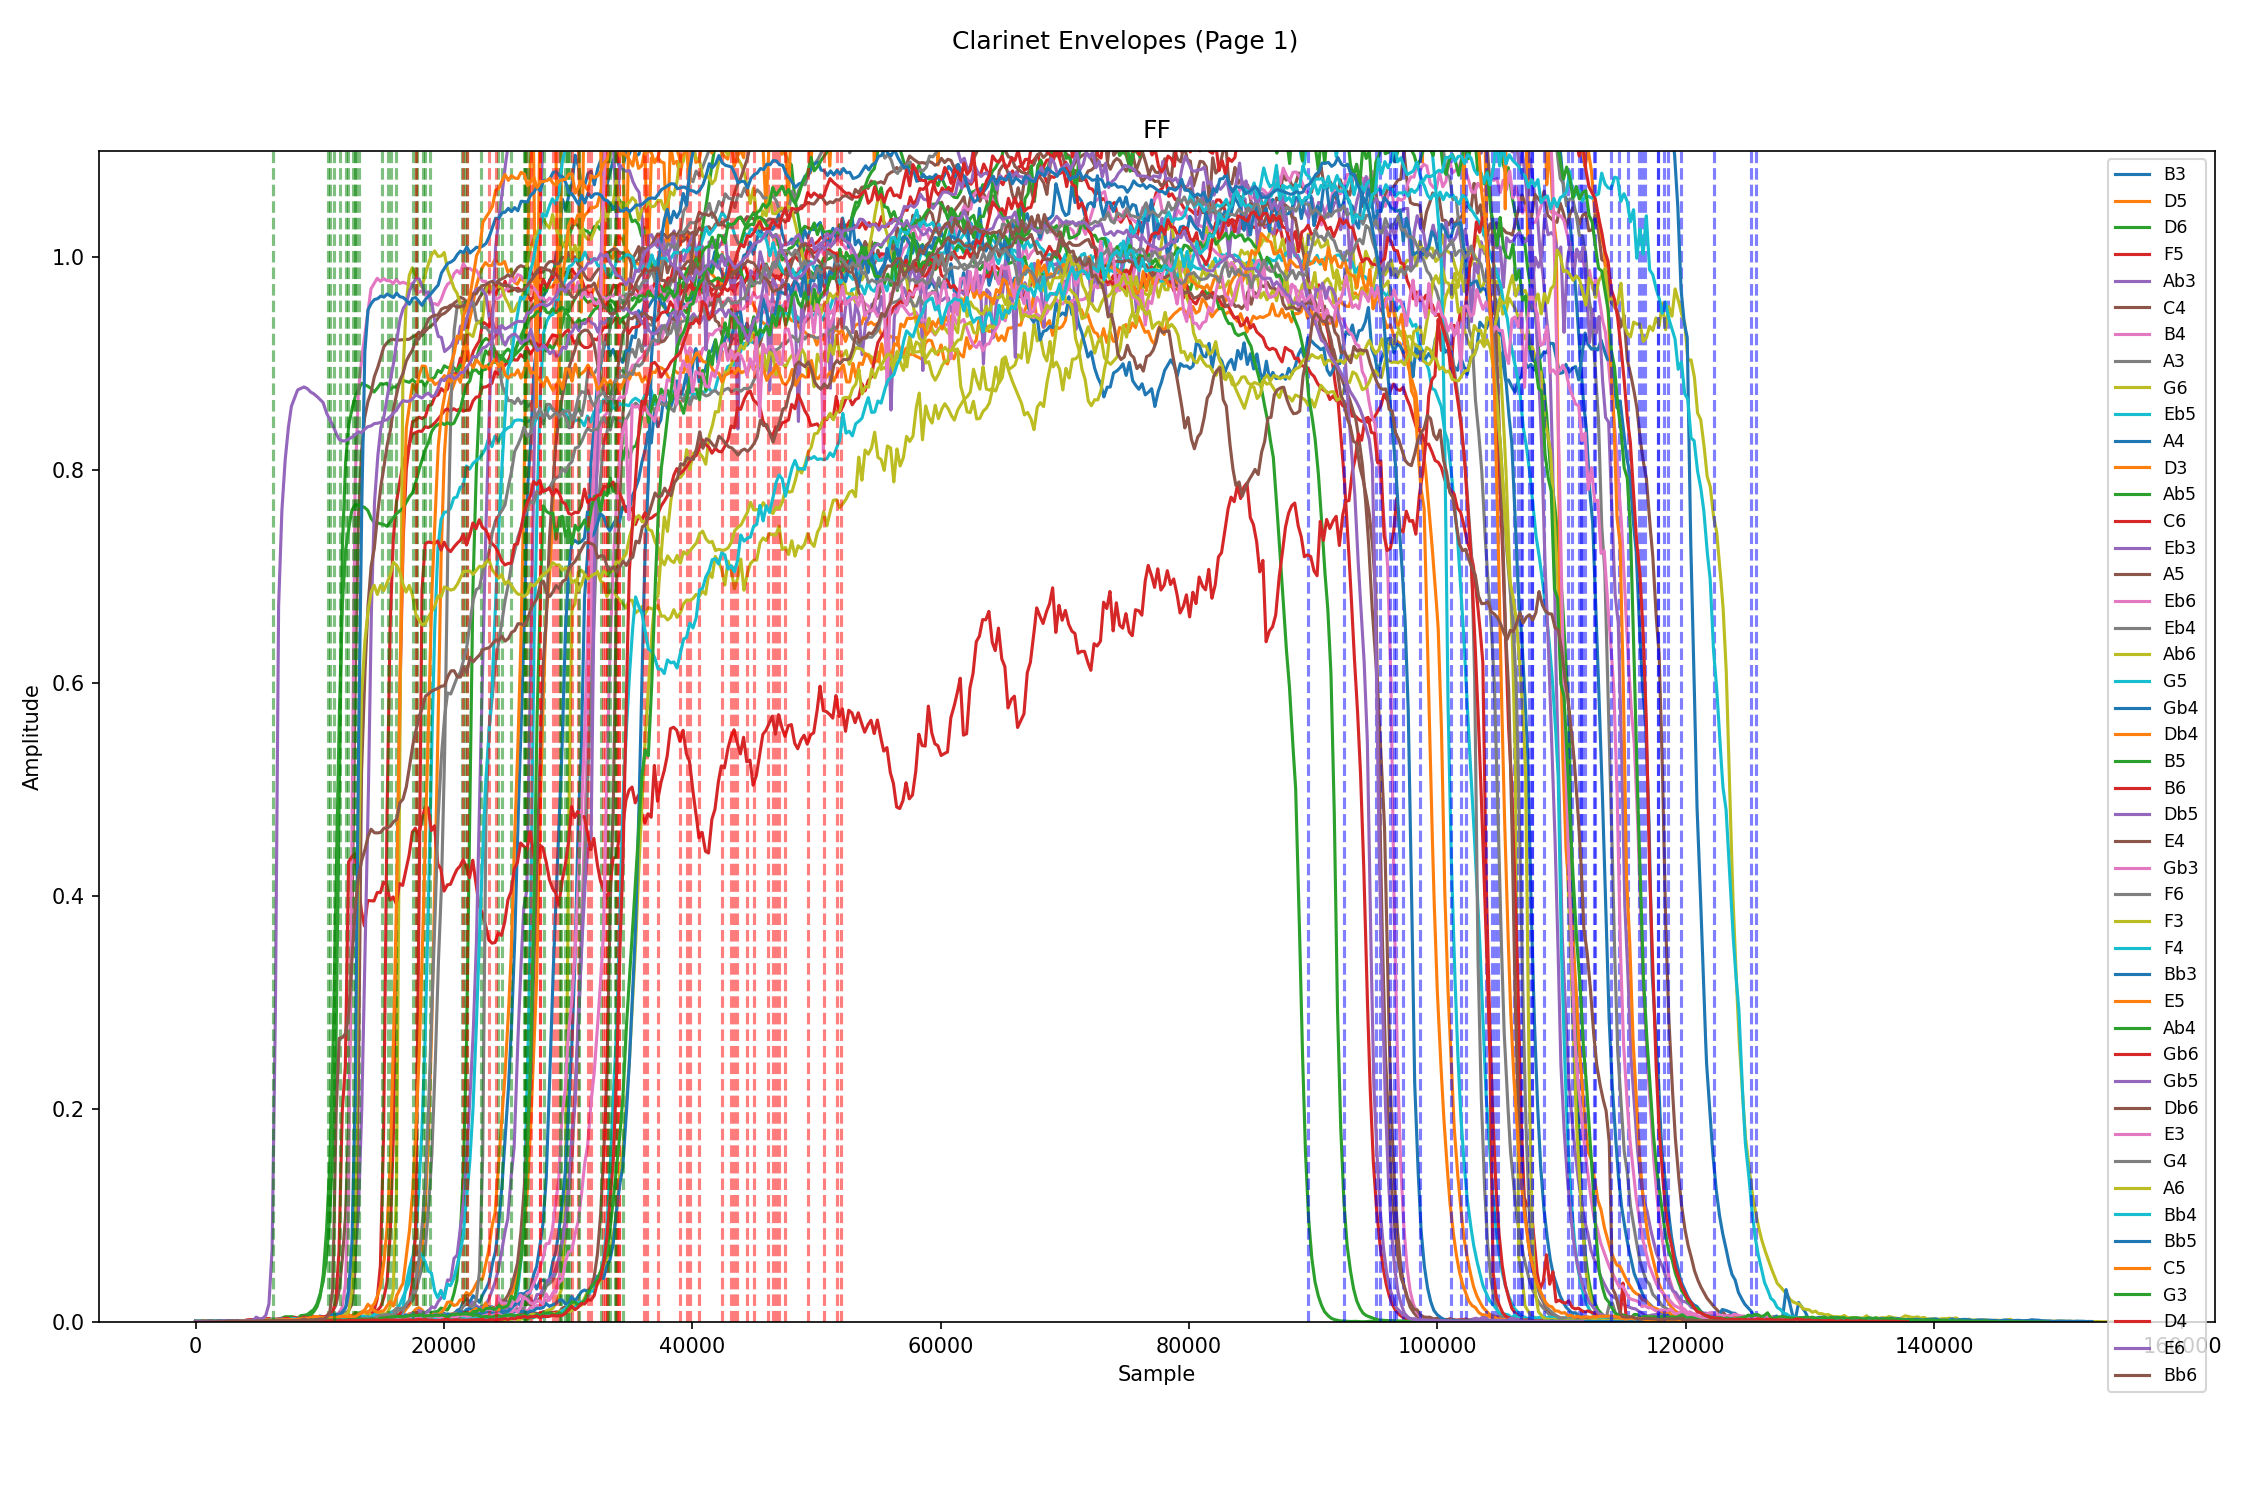 Clarinet Envelopes (Page 1)
FF
Amplitude
1.0
0.8
0.6
0.4
0.2
0.0
0
20000
40000
60000
80000
100000
120000
140000
160000
Sample
B3
D5
D6
F5
Ab3
C4
B4
A3
G6
Eb5
A4
D3
Ab5
C6
Eb3
A5
Eb6
Eb4
Ab6
G5
Gb4
Db4
B5
B6
Db5
E4
Gb3
F6
F3
F4
Bb3
E5
Ab4
Gb6
Gb5
Db6
E3
G4
A6
Bb4
Bb5
C5
G3
D4
E6
Bb6